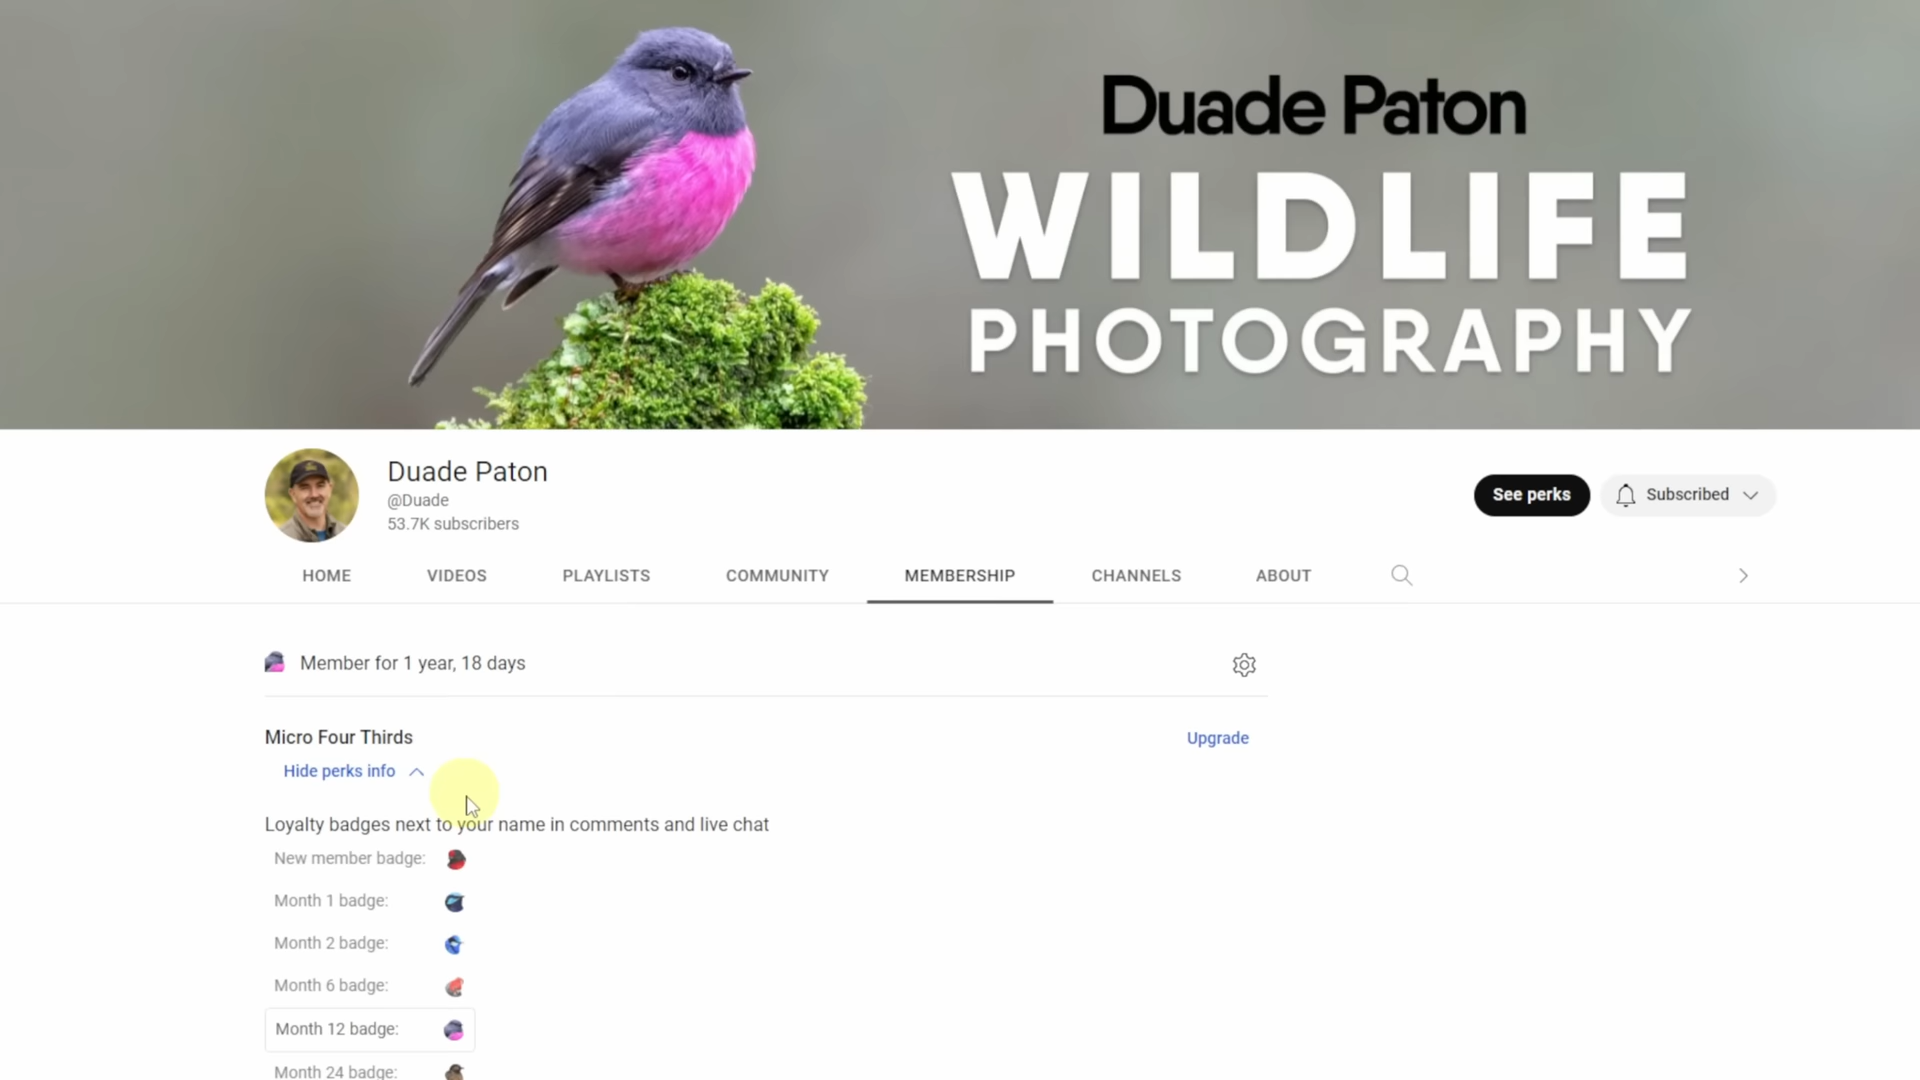 Duade Paton
WILDLIFE
PHOTOGRAPHY
Duade Paton
@Duade
53.7K subscribers
See perks
Subscribed
HOME
VIDEOS
PLAYLISTS
COMMUNITY
MEMBERSHIP
CHANNELS
ABOUT
Member for 1 year, 18 days
Micro Four Thirds
Upgrade
Hide perks info
Loyalty badges next to your name in comments and live chat
New member badge:
Month 1 badge:
Month 2 badge:
Month 6 badge:
Month 12 badge:
Month 24 badge: